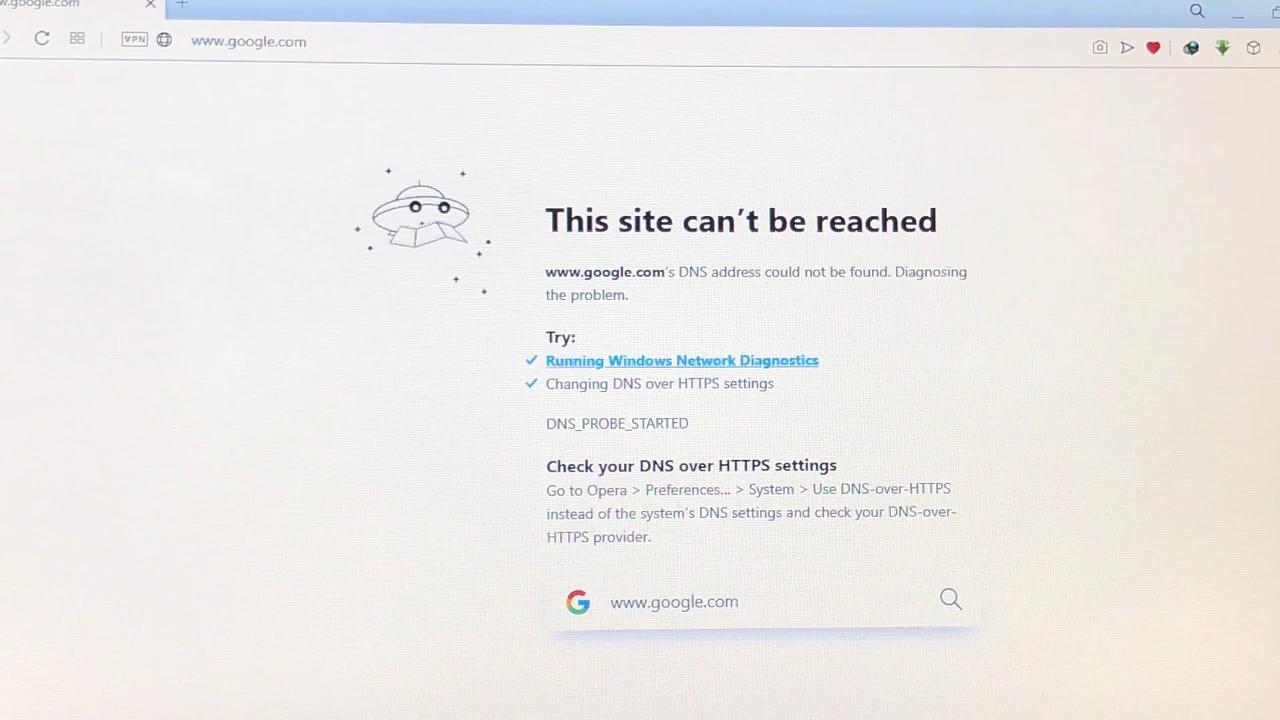 w.google.com
VPN
www.google.com
This site can't be reached
www.google.com's DNS address could not be found. Diagnosing
the problem.
Try:
Running Windows Network Diagnostics
Changing DNS over HTTPS settings
DNS_PROBE_STARTED
Check your DNS over HTTPS settings
Go to Opera > Preferences... > System > Use DNS-over-HTTPS
instead of the system's DNS settings and check your DNS-over-
HTTPS provider.
www.google.com